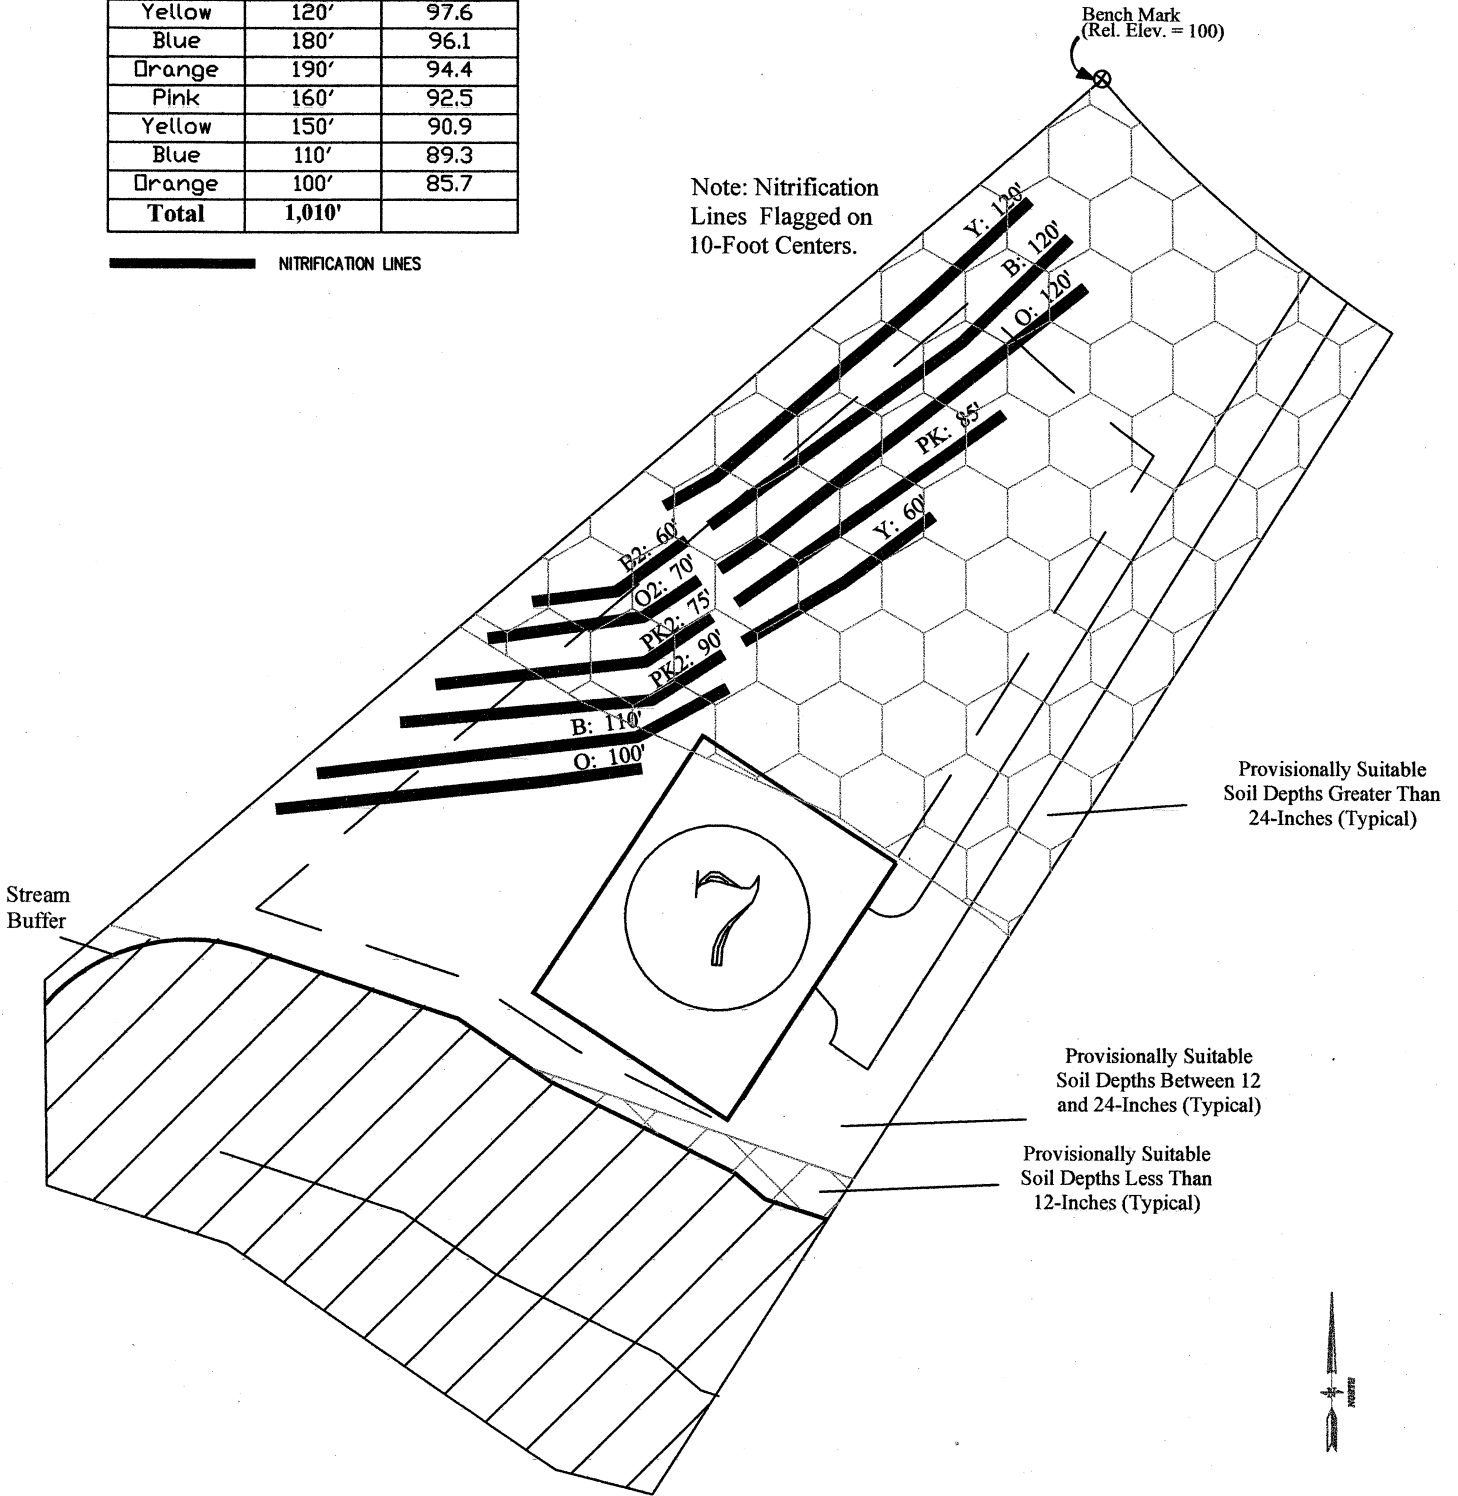 Yellow 120' 97.6
Blue 180' 96.1
Orange 190' 94.4
Pink 160' 92.5
Yellow 150' 90.9
Blue 110' 89.3
Orange 100' 85.7
Total 1,010'
NITRIFICATION LINES
Bench Mark
(Rel. Elev. = 100)
Note: Nitrification
Lines Flagged on
10-Foot Centers.
Y: 120'
B: 120'
O: 120'
PK: 85'
Y: 60'
B2: 60'
O2: 70'
PK2: 75'
PK2: 90'
B: 110'
O: 100'
7
Provisionally Suitable
Soil Depths Greater Than
24-Inches (Typical)
Stream
Buffer
Provisionally Suitable
Soil Depths Between 12
and 24-Inches (Typical)
Provisionally Suitable
Soil Depths Less Than
12-Inches (Typical)